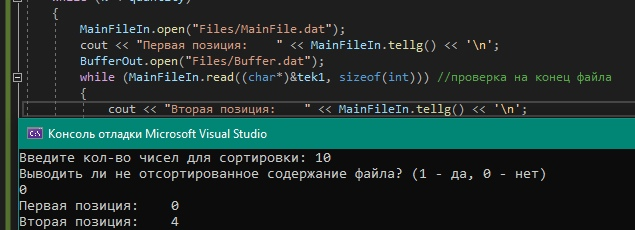 {
MainFileIn.open("Files/MainFile.dat");
cout << "Первая позиция:    " << MainFileIn.tellg() << '\n';
BufferOut.open("Files/Buffer.dat");
while (MainFileIn.read((char*)&tek1, sizeof(int))) //проверка на конец файла
{
cout << "Вторая позиция:    " << MainFileIn.tellg() << '\n';
Консоль отладки Microsoft Visual Studio
Введите кол-во чисел для сортировки: 10
Выводить ли не отсортированное содержание файла? (1 - да, 0 - нет)
0
Первая позиция:    0
Вторая позиция:    4